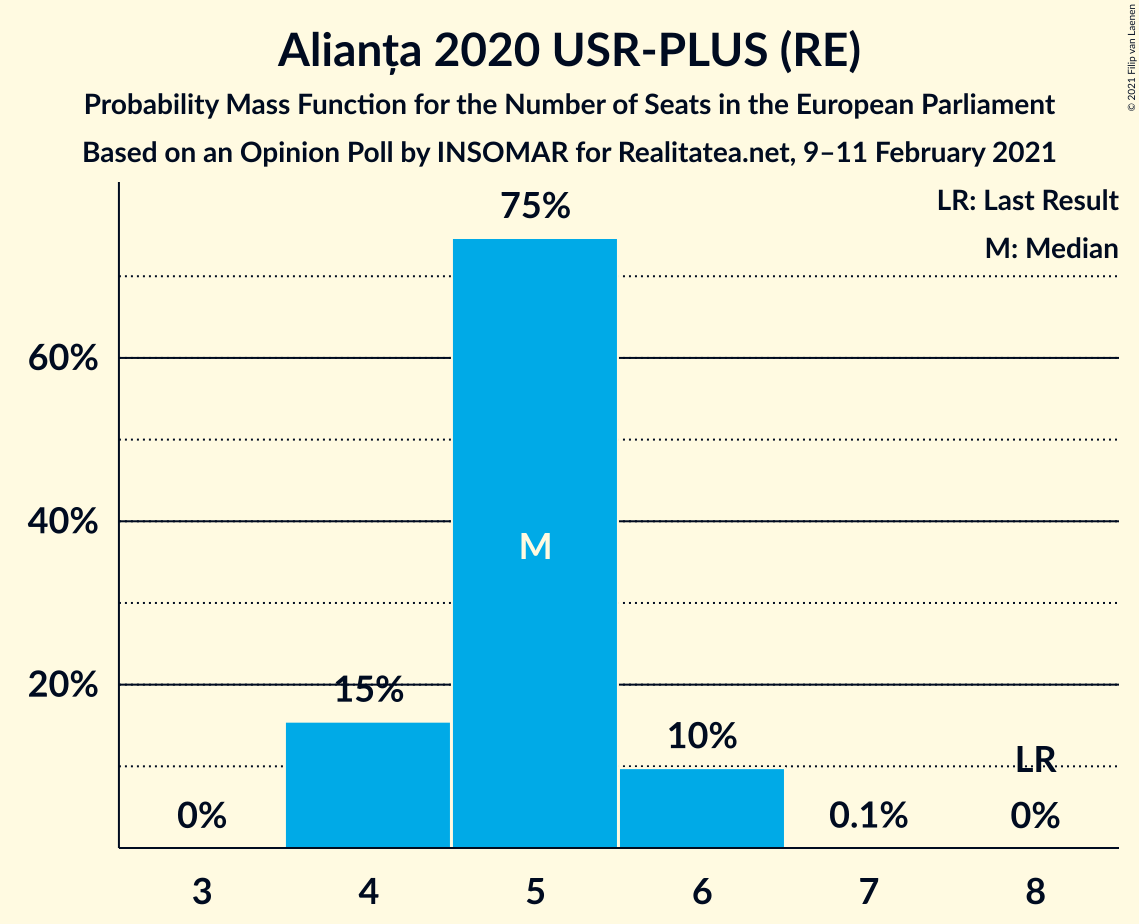 Alianța 2020 USR-PLUS (RE)
Probability Mass Function for the Number of Seats in the European Parliament
Based on an Opinion Poll by INSOMAR for Realitatea.net, 9–11 February 2021
© 2021 Filip van Laenen
LR: Last Result
M: Median
75%
60%
40%
M
20%
15%
10%
LR
0%
0.1%
0%
3 4 5 6 7 8